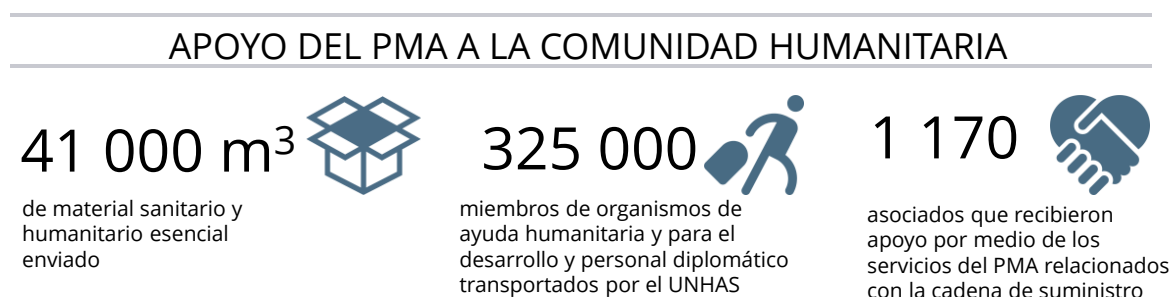 APOYO DEL PMA A LA COMUNIDAD HUMANITARIA
41 000 m³
de material sanitario y
humanitario esencial
enviado
325 000
miembros de organismos de
ayuda humanitaria y para el
desarrollo y personal diplomático
transportados por el UNHAS
1 170
asociados que recibieron
apoyo por medio de los
servicios del PMA relacionados
con la cadena de suministro